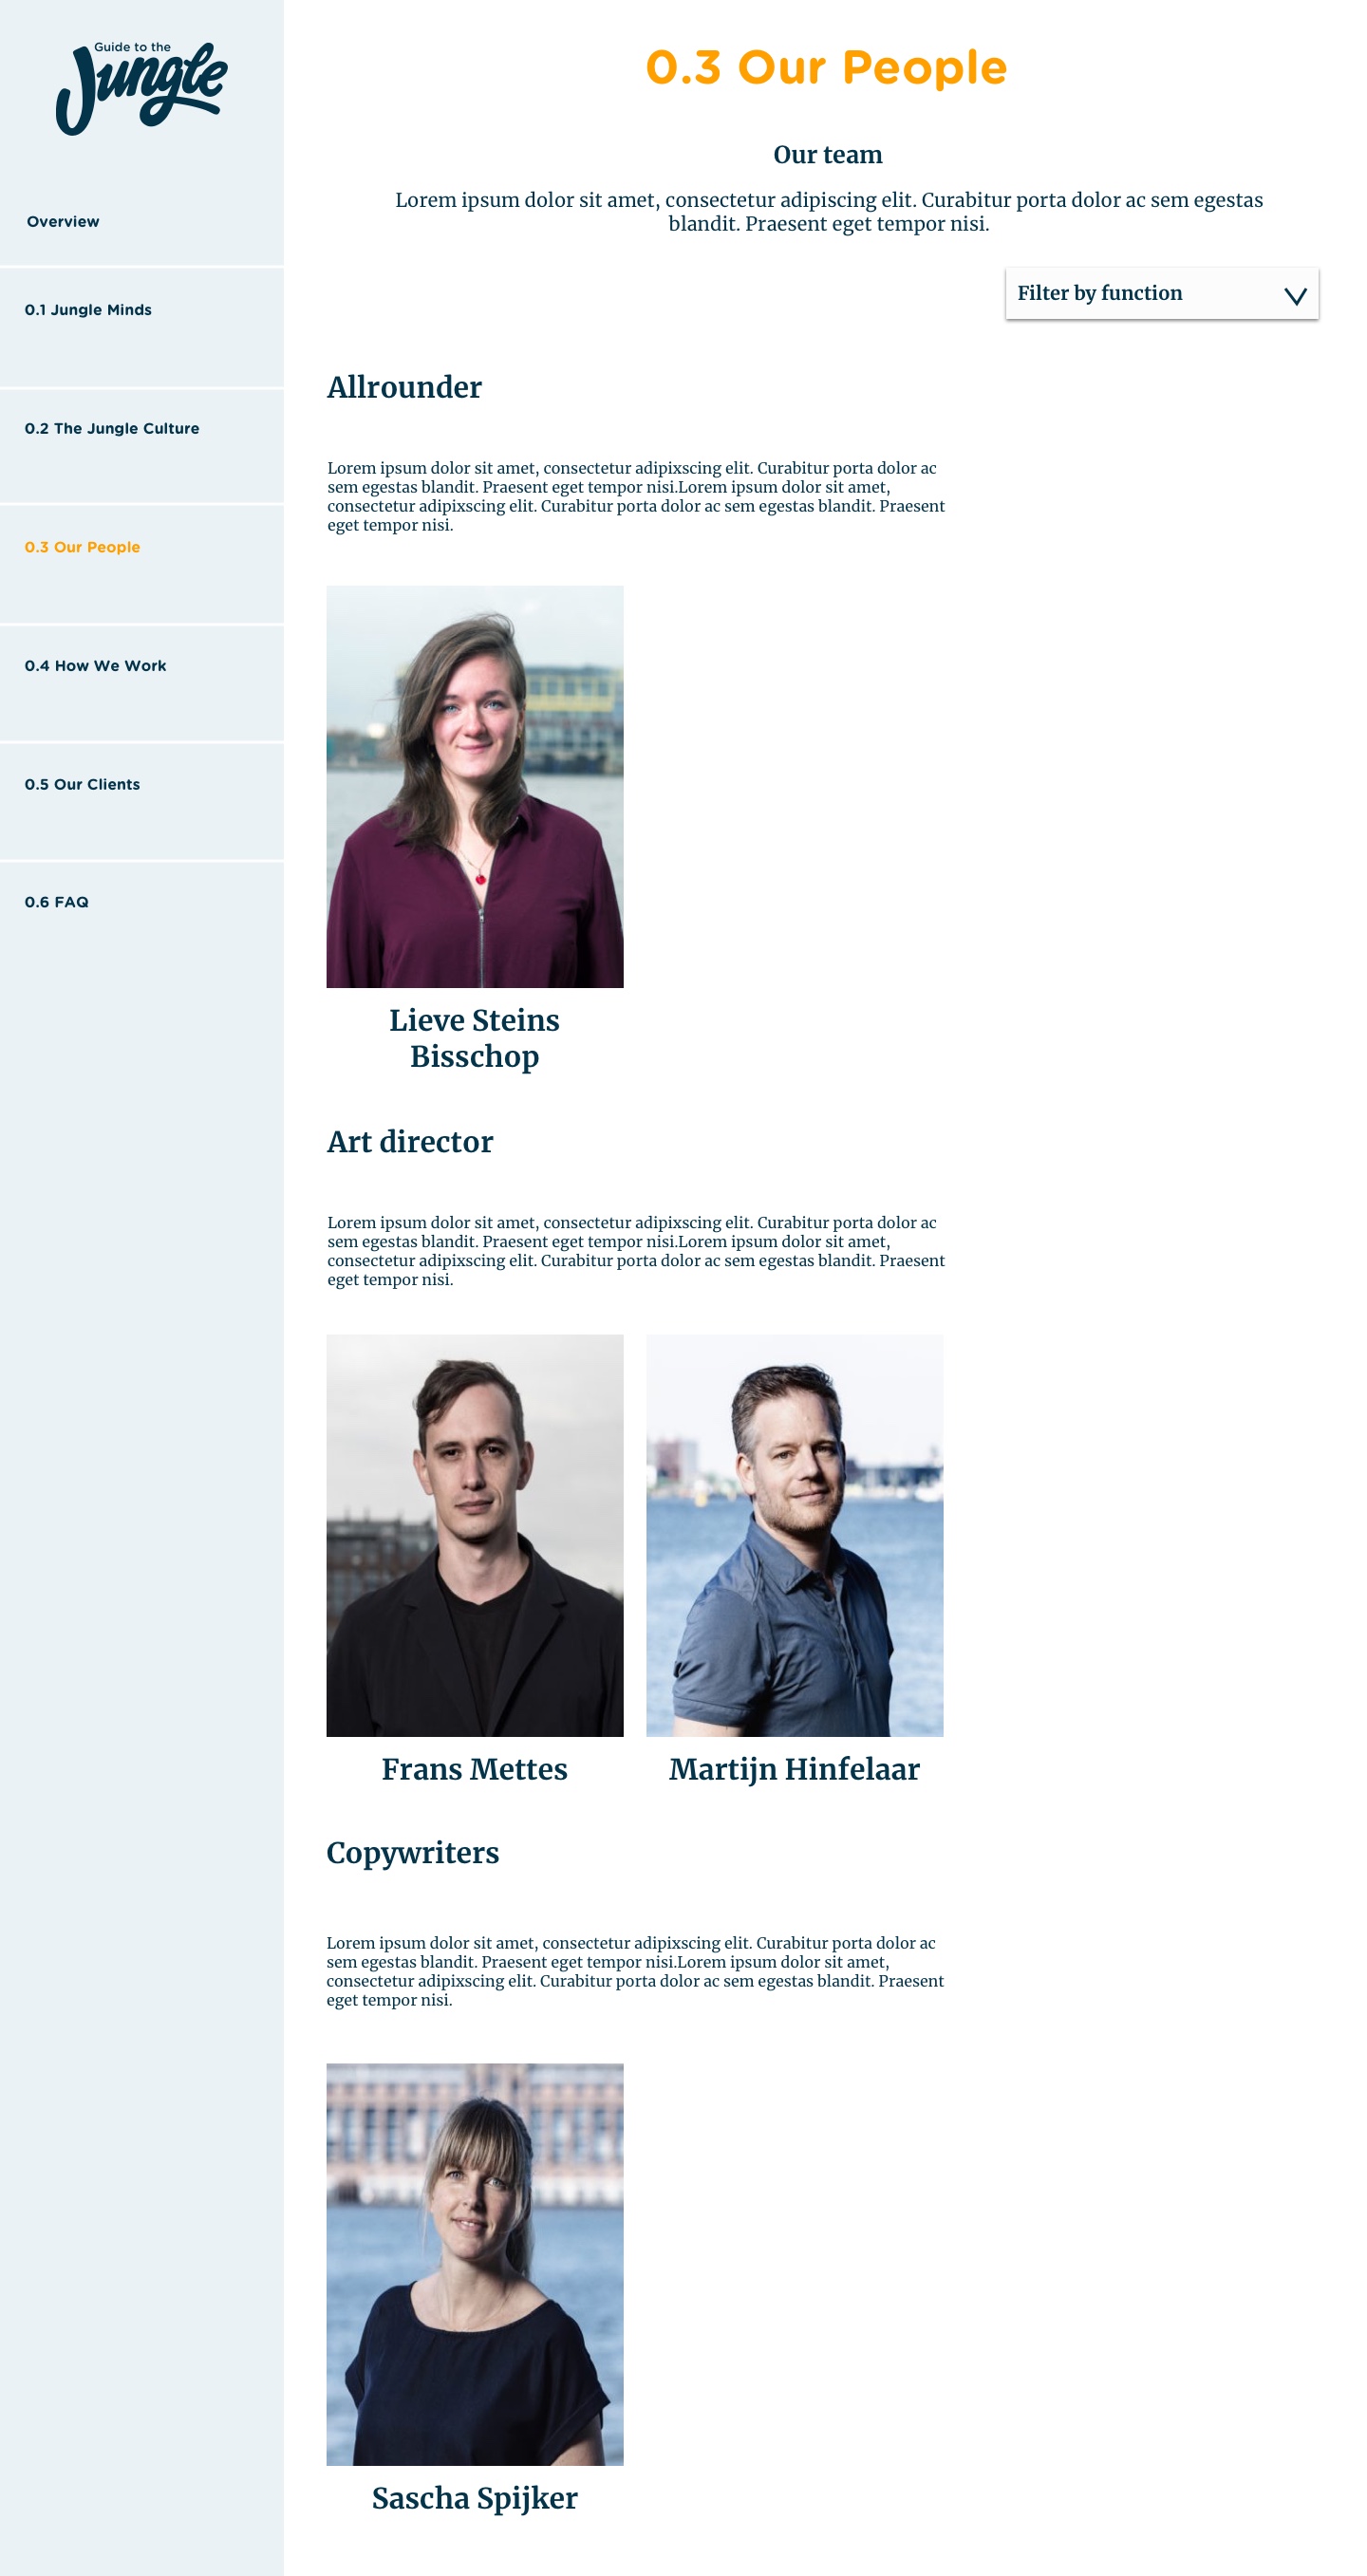 Guide to the
Jungle
Overview
0.1 Jungle Minds
0.2 The Jungle Culture
0.3 Our People
0.4 How We Work
0.5 Our Clients
0.6 FAQ
0.3 Our People
Our team
Lorem ipsum dolor sit amet, consectetur adipiscing elit. Curabitur porta dolor ac sem egestas
blandit. Praesent eget tempor nisi.
Filter by function
Allrounder
Lorem ipsum dolor sit amet, consectetur adipixscing elit. Curabitur porta dolor ac
sem egestas blandit. Praesent eget tempor nisi.Lorem ipsum dolor sit amet,
consectetur adipixscing elit. Curabitur porta dolor ac sem egestas blandit. Praesent
eget tempor nisi.
Lieve Steins
Bisschop
Art director
Lorem ipsum dolor sit amet, consectetur adipixscing elit. Curabitur porta dolor ac
sem egestas blandit. Praesent eget tempor nisi.Lorem ipsum dolor sit amet,
consectetur adipixscing elit. Curabitur porta dolor ac sem egestas blandit. Praesent
eget tempor nisi.
Frans Mettes
Martijn Hinfelaar
Copywriters
Lorem ipsum dolor sit amet, consectetur adipixscing elit. Curabitur porta dolor ac
sem egestas blandit. Praesent eget tempor nisi.Lorem ipsum dolor sit amet,
consectetur adipixscing elit. Curabitur porta dolor ac sem egestas blandit. Praesent
eget tempor nisi.
Sascha Spijker